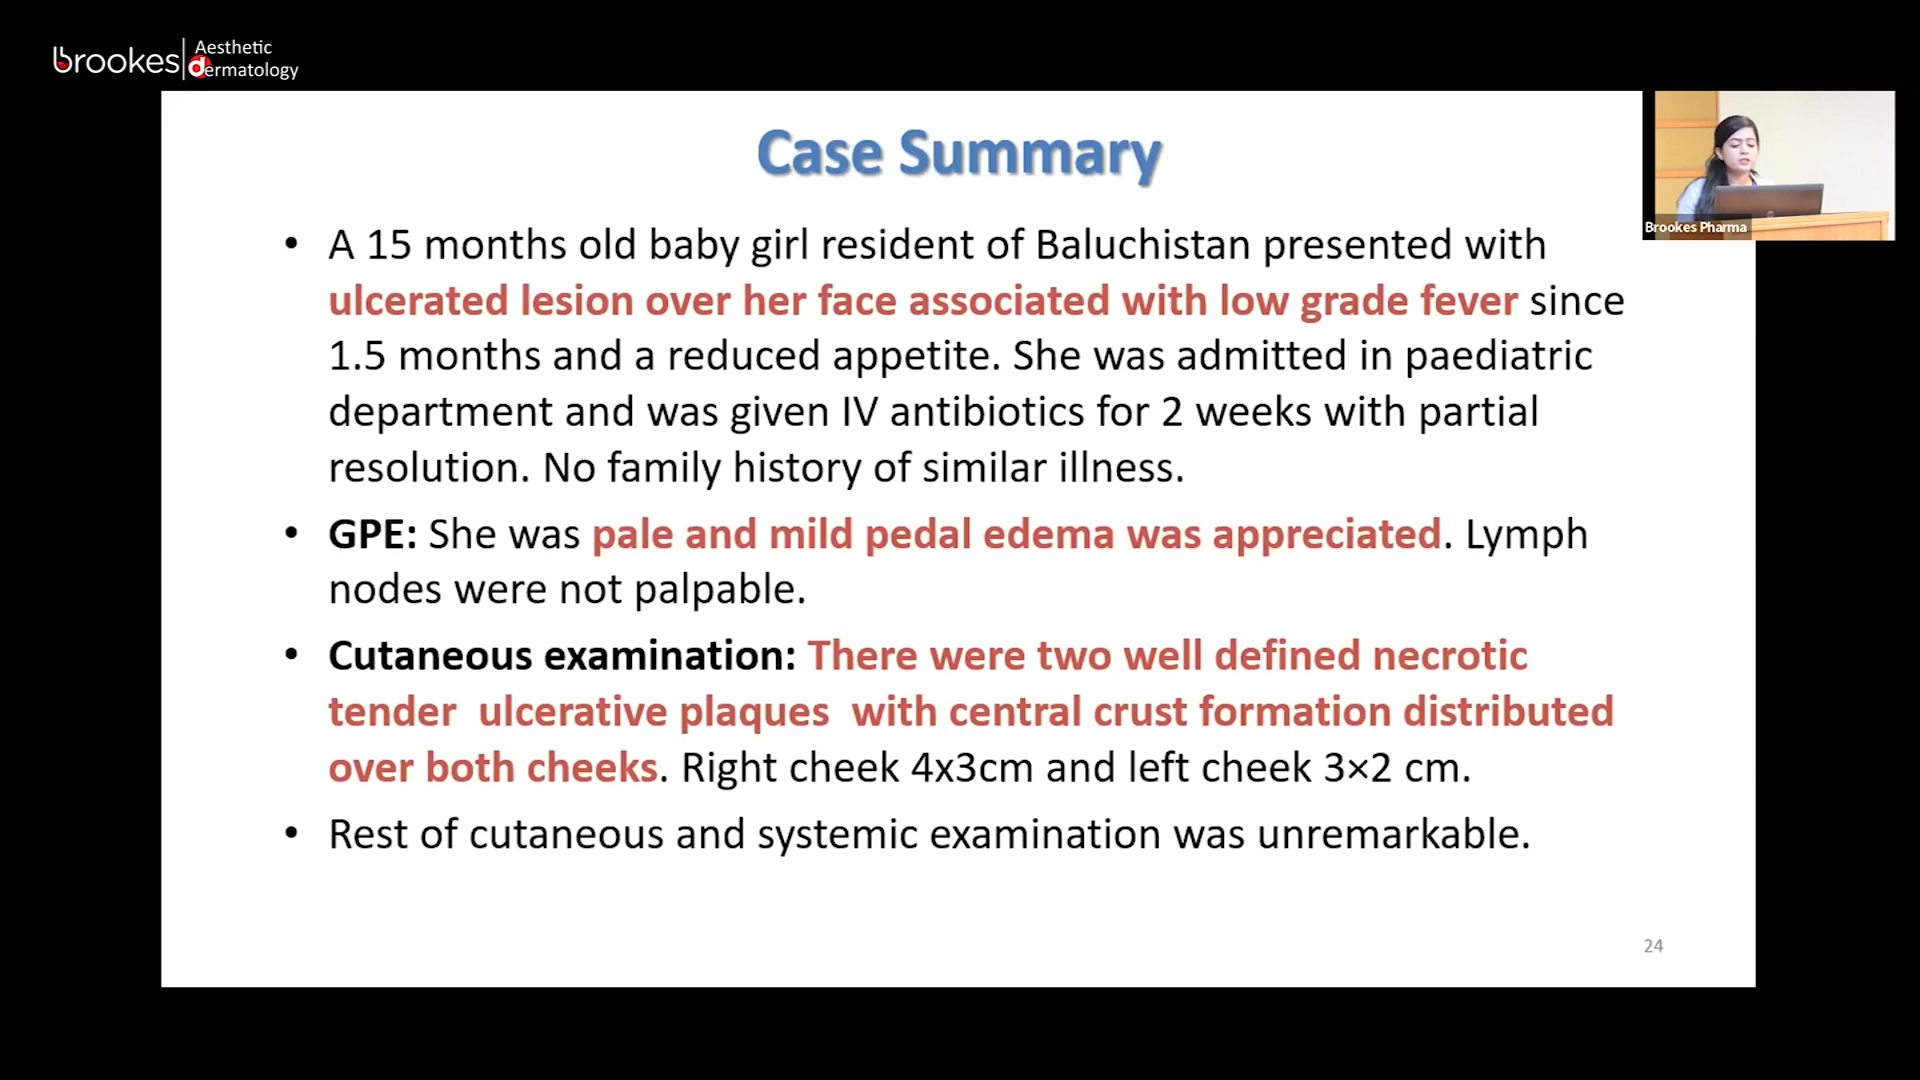 brookes Aesthetic
dermatology
Case Summary
• A 15 months old baby girl resident of Baluchistan presented with
ulcerated lesion over her face associated with low grade fever since
1.5 months and a reduced appetite. She was admitted in paediatric
department and was given IV antibiotics for 2 weeks with partial
resolution. No family history of similar illness.
• GPE: She was pale and mild pedal edema was appreciated. Lymph
nodes were not palpable.
• Cutaneous examination: There were two well defined necrotic
tender ulcerative plaques with central crust formation distributed
over both cheeks. Right cheek 4x3cm and left cheek 3×2 cm.
• Rest of cutaneous and systemic examination was unremarkable.
24
Brookes Pharma